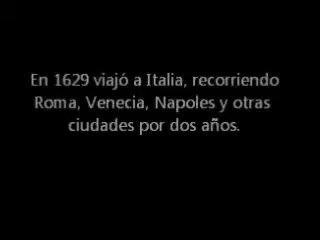 En 1629 viajó a Italia, recorriendo
Roma, Venecia, Napoles y otras
ciudades por dos años.